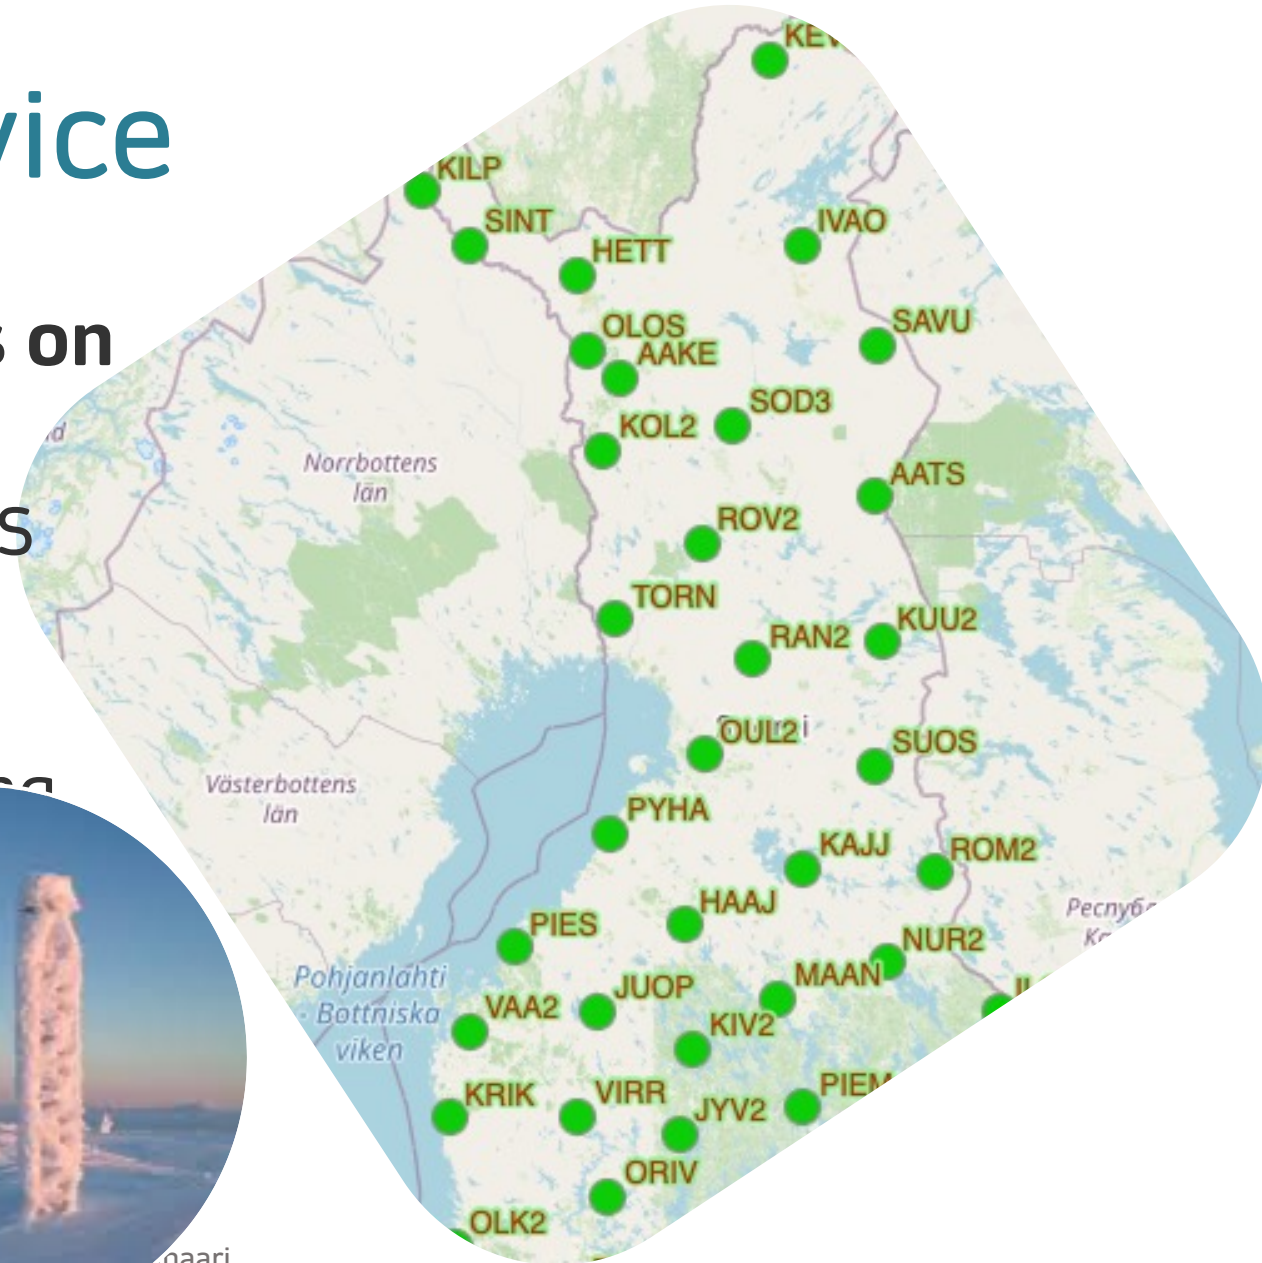 vice
s on
s
KILP
SINT
HETT
IVAO
OLOS
AAKE
SAVU
KOL2
SOD3
AATS
Norrbottens
län
ROV2
TORN
RAN2
KUU2
OUL2
SUOS
Västerbottens
län
PYHA
KAJJ
ROM2
HAAJ
PIES
NUR2
MAAN
Pohjanlahti
- Bottniska
viken
VAA2
JUOP
KIV2
KRIK
VIRR
JYV2
PIEM
ORIV
OLK2